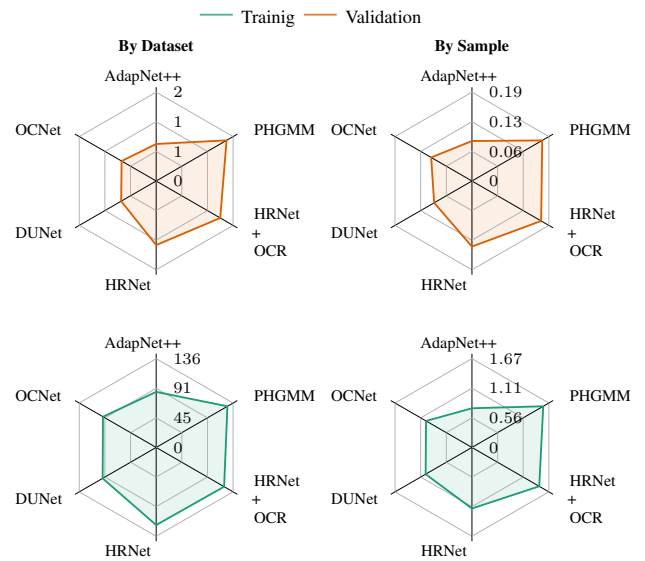 Trainig Validation
By Dataset
By Sample
AdapNet++
2
1
1
0
OCNet
PHGMM
DUNet
HRNet
+
OCR
HRNet
AdapNet++
0.19
0.13
0.06
0
OCNet
PHGMM
DUNet
HRNet
+
OCR
HRNet
AdapNet++
136
91
45
0
OCNet
PHGMM
DUNet
HRNet
+
OCR
HRNet
AdapNet++
1.67
1.11
0.56
0
OCNet
PHGMM
DUNet
HRNet
+
OCR
HRNet